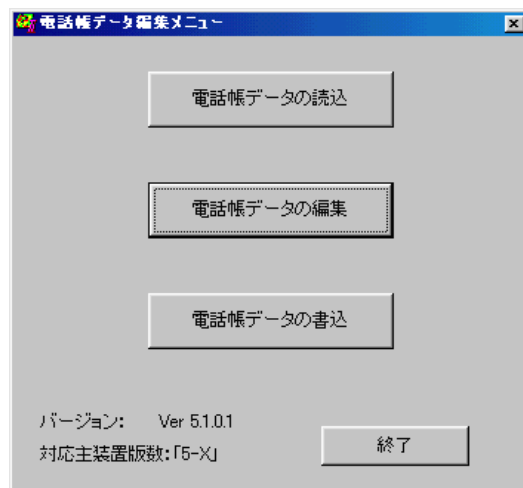 電話帳データ編集メニュー
電話帳データの読込
電話帳データの編集
電話帳データの書込
バージョン: Ver 5.1.0.1
対応主装置版数:「5-X」
終了